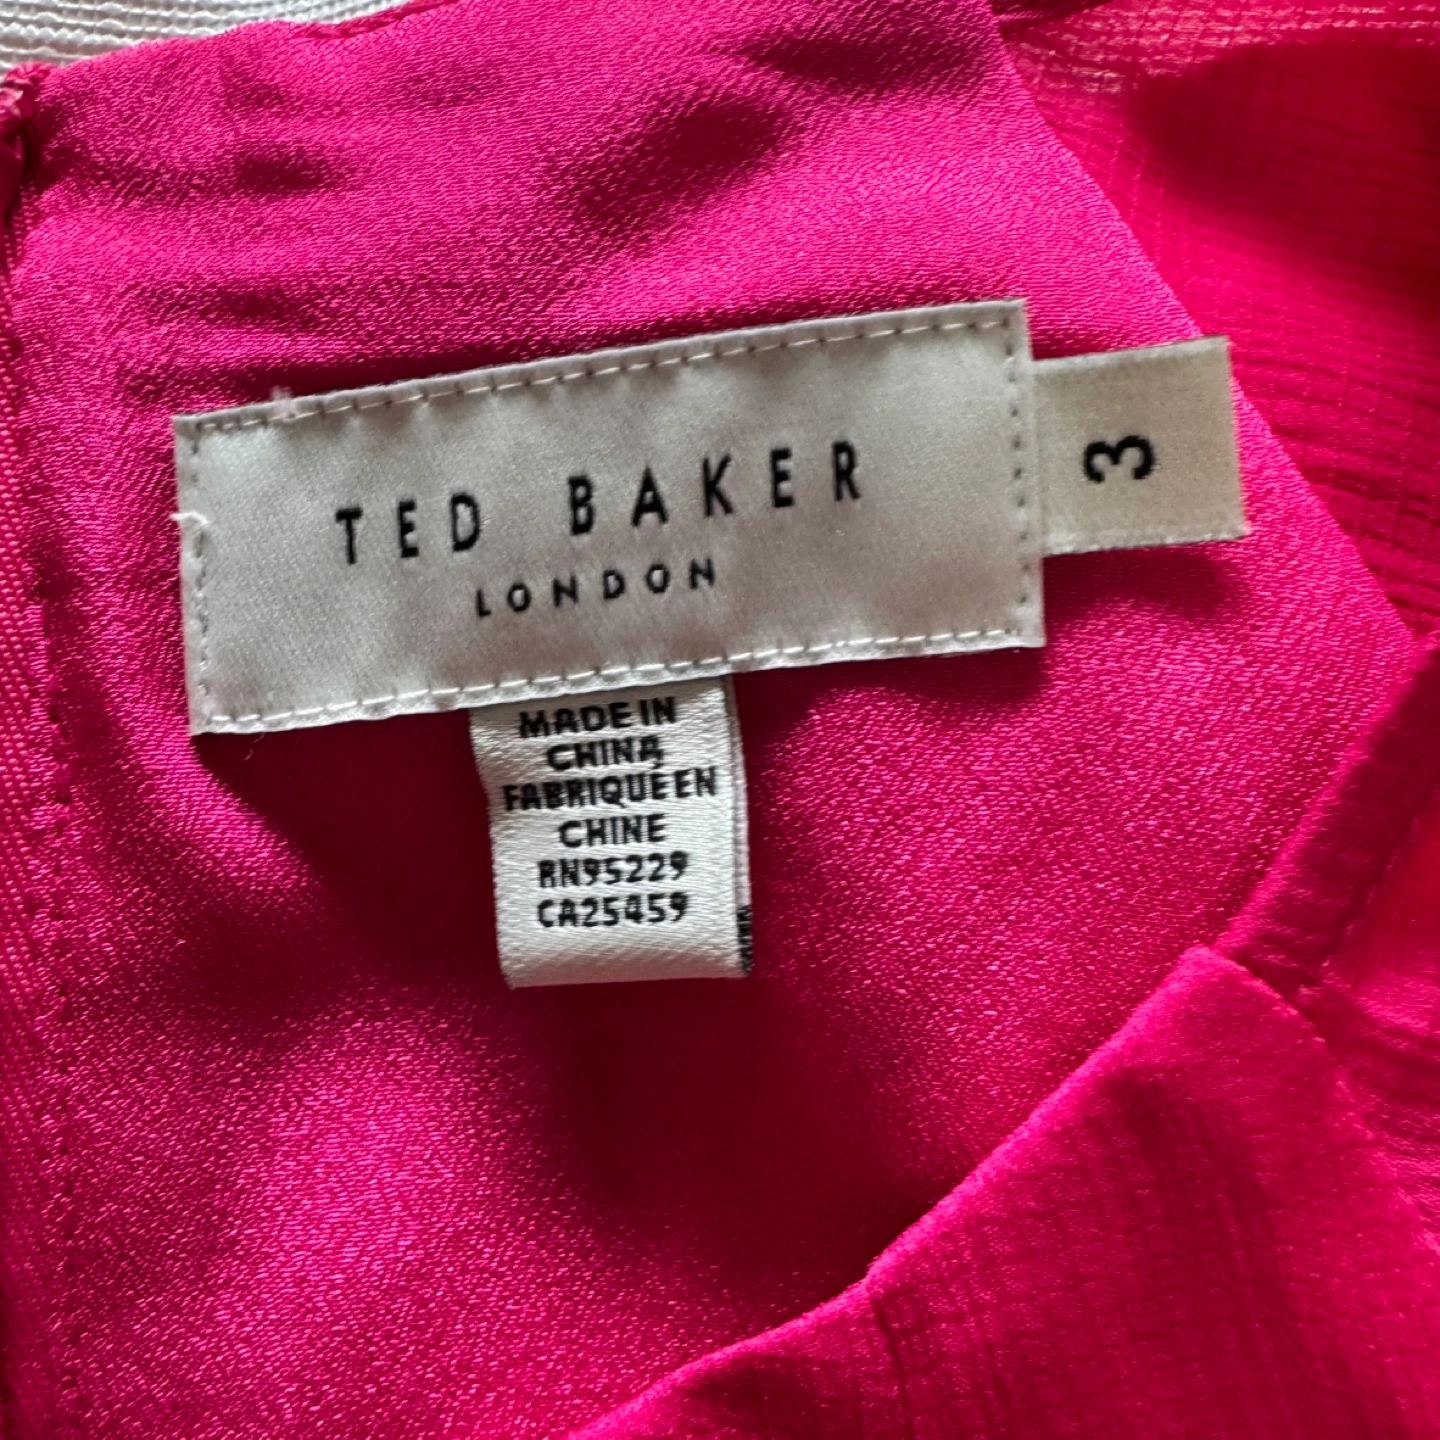 TED BAKER
LONDON
3
MADE IN
CHINA
FABRIQUE EN
CHINE
RN95229
CA25459